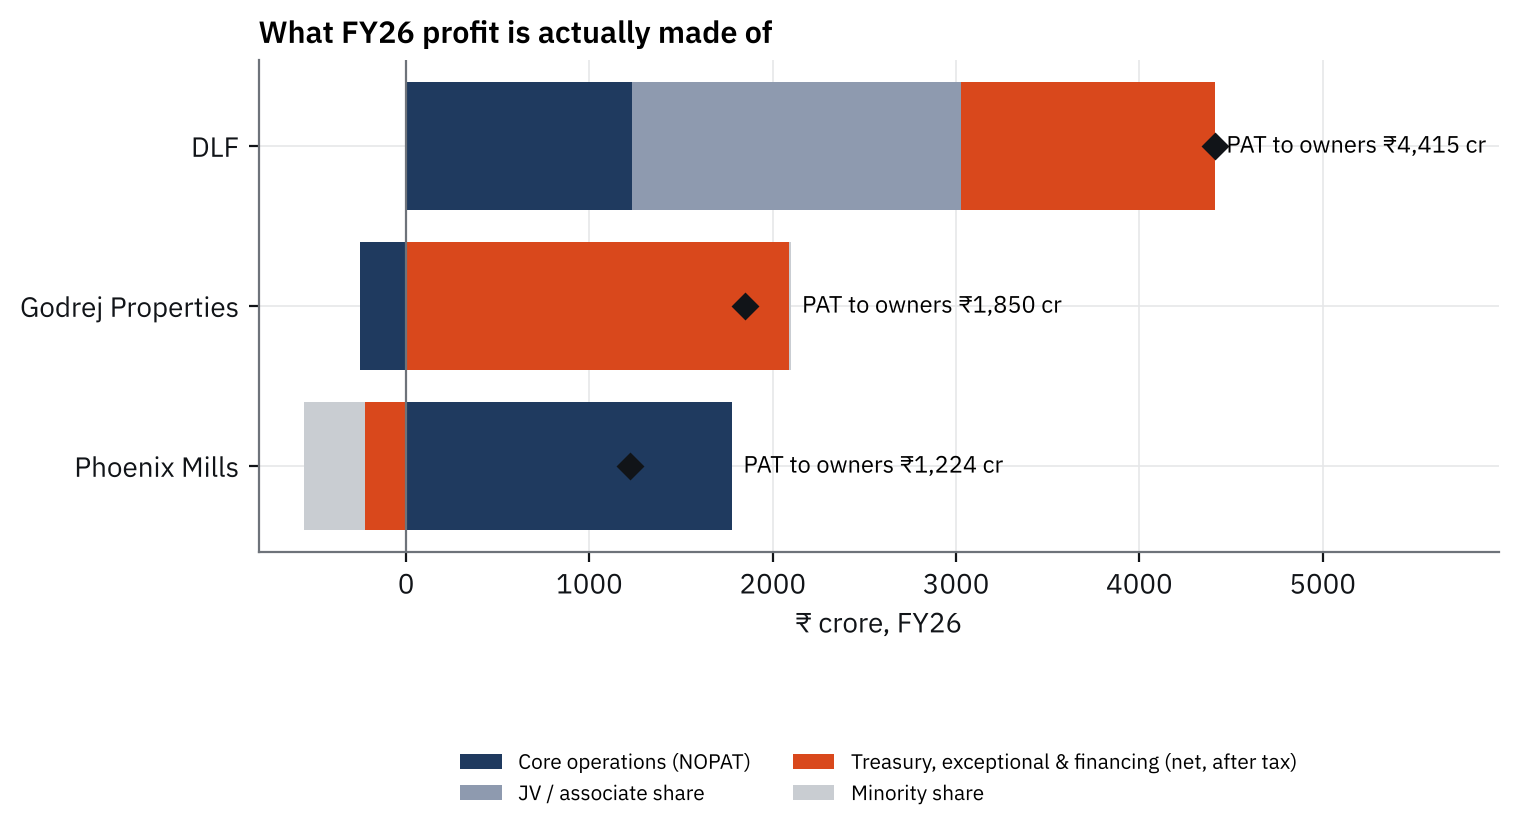 What FY26 profit is actually made of
DLF
PAT to owners ₹4,415 cr
Godrej Properties
PAT to owners ₹1,850 cr
Phoenix Mills
PAT to owners ₹1,224 cr
0 1000 2000 3000 4000 5000
₹ crore, FY26
Core operations (NOPAT)
JV / associate share
Treasury, exceptional & financing (net, after tax)
Minority share